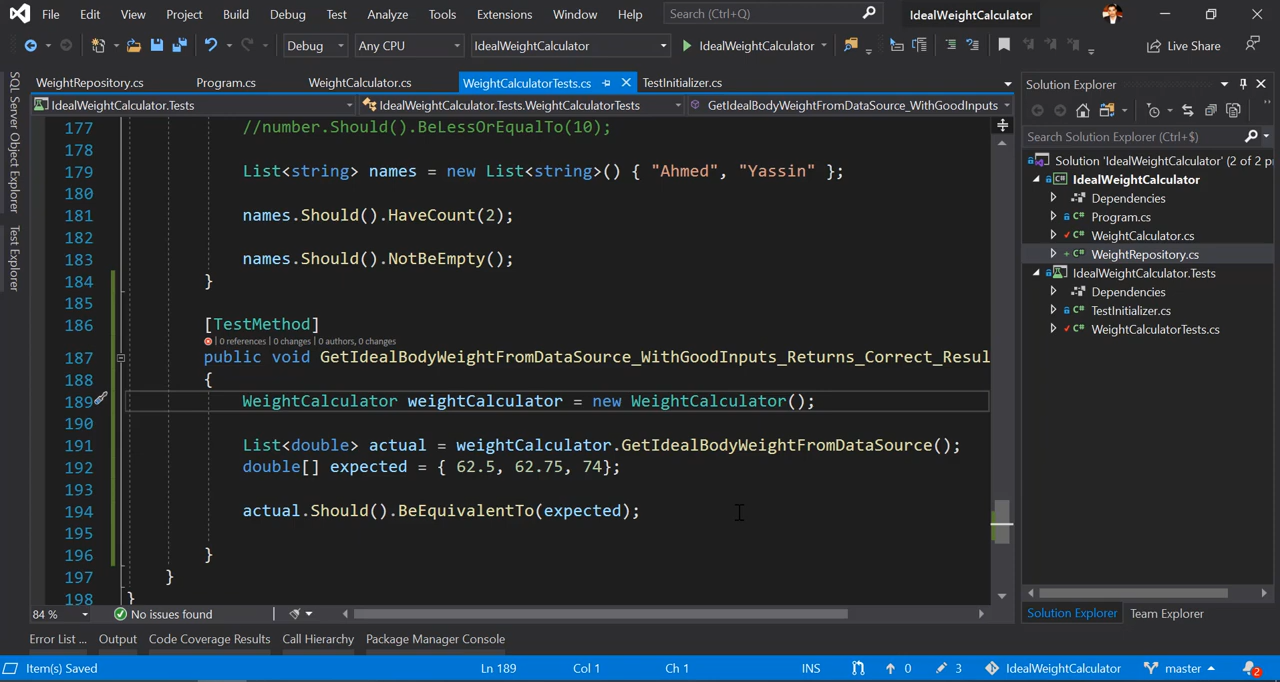 File Edit View Project Build Debug Test Analyze Tools Extensions Window Help Search (Ctrl+Q) IdealWeightCalculator
Debug Any CPU IdealWeightCalculator IdealWeightCalculator Live Share
WeightRepository.cs Program.cs WeightCalculator.cs WeightCalculatorTests.cs TestInitializer.cs
IdealWeightCalculator.Tests IdealWeightCalculator.Tests.WeightCalculatorTests GetIdealBodyWeightFromDataSource_WithGoodInputs
SQL Server Object Explorer
Test Explorer
177 //number.Should().BeLessOrEqualTo(10);
178
179 List<string> names = new List<string>() { "Ahmed", "Yassin" };
180
181 names.Should().HaveCount(2);
182
183 names.Should().NotBeEmpty();
184 }
185
186 [TestMethod]
0 references | 0 changes | 0 authors, 0 changes
187 public void GetIdealBodyWeightFromDataSource_WithGoodInputs_Returns_Correct_Resul
188 {
189 WeightCalculator weightCalculator = new WeightCalculator();
190
191 List<double> actual = weightCalculator.GetIdealBodyWeightFromDataSource();
192 double[] expected = { 62.5, 62.75, 74};
193
194 actual.Should().BeEquivalentTo(expected);
195
196 }
197 }
198 }
84 % No issues found
Solution Explorer
Search Solution Explorer (Ctrl+$)
Solution 'IdealWeightCalculator' (2 of 2 p
IdealWeightCalculator
Dependencies
Program.cs
WeightCalculator.cs
WeightRepository.cs
IdealWeightCalculator.Tests
Dependencies
TestInitializer.cs
WeightCalculatorTests.cs
Solution Explorer Team Explorer
Error List ... Output Code Coverage Results Call Hierarchy Package Manager Console
Item(s) Saved Ln 189 Col 1 Ch 1 INS 0 3 IdealWeightCalculator master 2